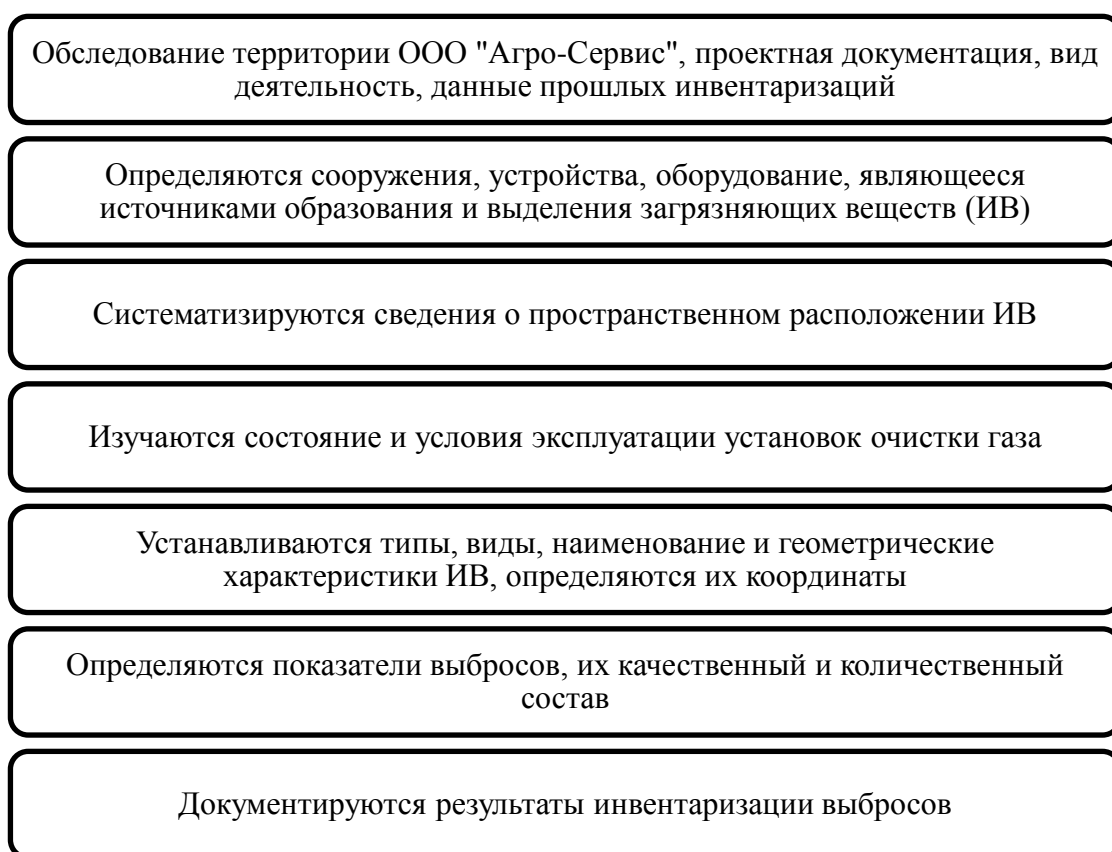 Обследование территории ООО "Агро-Сервис", проектная документация, вид
деятельность, данные прошлых инвентаризаций
Определяются сооружения, устройства, оборудование, являющееся
источниками образования и выделения загрязняющих веществ (ИВ)
Систематизируются сведения о пространственном расположении ИВ
Изучаются состояние и условия эксплуатации установок очистки газа
Устанавливаются типы, виды, наименование и геометрические
характеристики ИВ, определяются их координаты
Определяются показатели выбросов, их качественный и количественный
состав
Документируются результаты инвентаризации выбросов